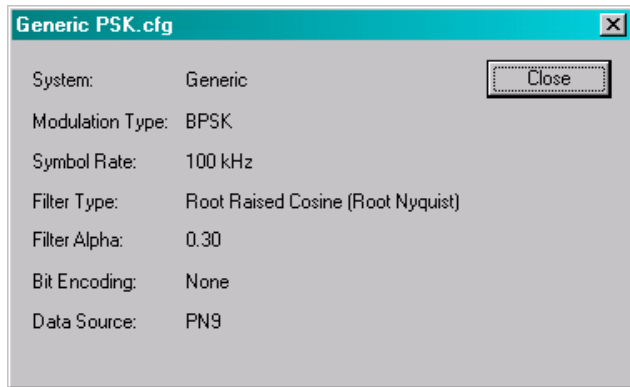 Generic PSK.cfg
System: Generic
Close
Modulation Type: BPSK
Symbol Rate: 100 kHz
Filter Type: Root Raised Cosine (Root Nyquist)
Filter Alpha: 0.30
Bit Encoding: None
Data Source: PN9